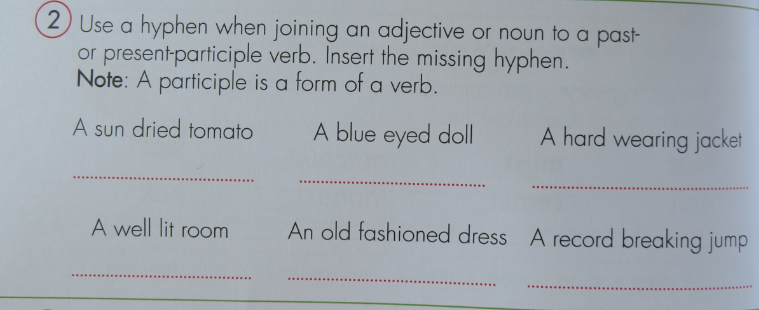 2 Use a hyphen when joining an adjective or noun to a past-
or present-participle verb. Insert the missing hyphen.
Note: A participle is a form of a verb.
A sun dried tomato A blue eyed doll A hard wearing jacket
A well lit room An old fashioned dress A record breaking jump